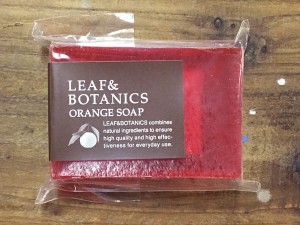 LEAF&
BOTANICS
ORANGE SOAP
LEAF&BOTANICS combines
natural ingredients to ensure
high quality and high effec-
tiveness for everyday use.